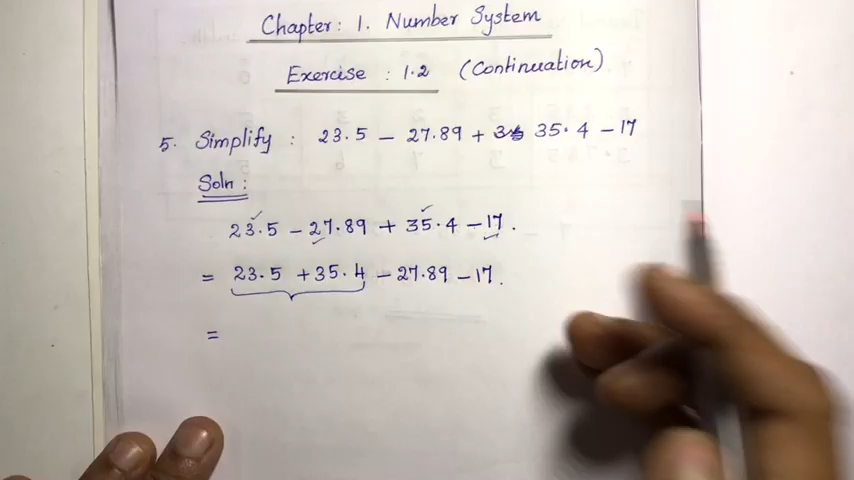 Chapter: 1. Number System
Exercise : 1.2 (Continuation)
5. Simplify : 23.5 - 27.89 + 35.4 - 17
Soln :
23.5 - 27.89 + 35.4 - 17.
= 23.5 + 35.4 - 27.89 - 17.
=